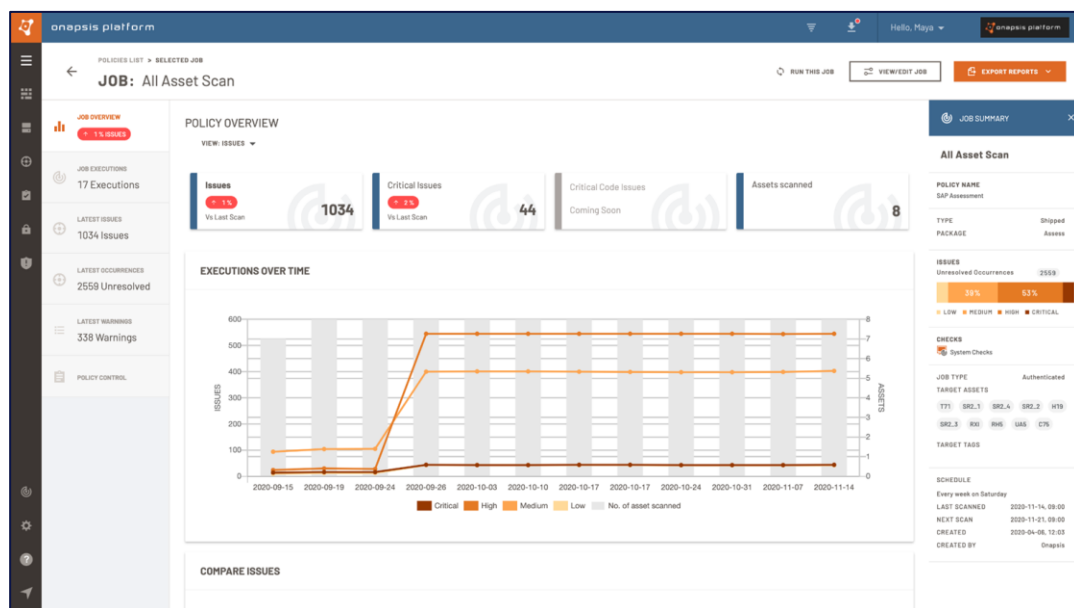 onapsis platform
Hello, Maya
onapsis platform
POLICIES LIST > SELECTED JOB
JOB: All Asset Scan
RUN THIS JOB
VIEW/EDIT JOB
EXPORT REPORTS
JOB OVERVIEW
↑ 1% ISSUES
JOB EXECUTIONS
17 Executions
LATEST ISSUES
1034 Issues
LATEST OCCURRENCES
2559 Unresolved
LATEST WARNINGS
338 Warnings
POLICY CONTROL
POLICY OVERVIEW
VIEW: ISSUES
Issues
↑ 1%
Vs Last Scan
1034
Critical Issues
↑ 2%
Vs Last Scan
44
Critical Code Issues
Coming Soon
Assets scanned
8
EXECUTIONS OVER TIME
ISSUES
600
500
400
300
200
100
0
8
7
6
5
4
3
2
1
0
ASSETS
2020-09-15 2020-09-19 2020-09-24 2020-09-26 2020-10-03 2020-10-10 2020-10-17 2020-10-17 2020-10-24 2020-10-31 2020-11-07 2020-11-14
Critical High Medium Low No. of asset scanned
COMPARE ISSUES
JOB SUMMARY
All Asset Scan
POLICY NAME
SAP Assessment
TYPE Shipped
PACKAGE Assess
ISSUES
Unresolved Occurrences 2559
39% 53%
LOW MEDIUM HIGH CRITICAL
CHECKS
System Checks
JOB TYPE Authenticated
TARGET ASSETS
T71 SR2_1 SR2_4 SR2_2 H19
SR2_3 RXI RH5 UA5 C75
TARGET TAGS
SCHEDULE
Every week on Saturday
LAST SCANNED 2020-11-14, 09:00
NEXT SCAN 2020-11-21, 09:00
CREATED 2020-04-06, 12:03
CREATED BY Onapsis